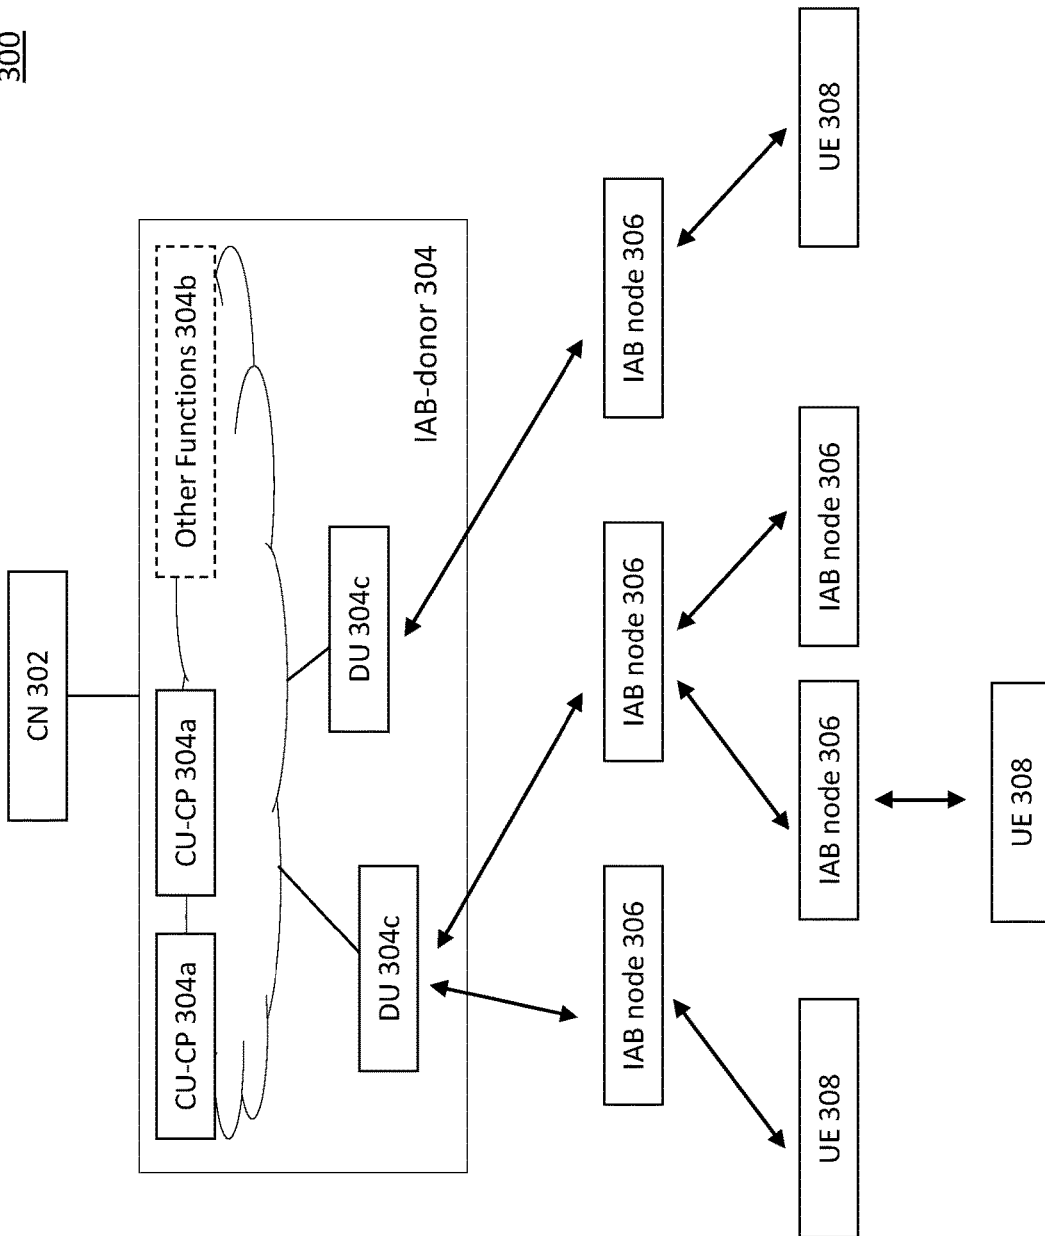 300
CN 302
CU-CP 304a
CU-CP 304a
Other Functions 304b
DU 304c
DU 304c
IAB-donor 304
IAB node 306
IAB node 306
IAB node 306
UE 308
IAB node 306
IAB node 306
UE 308
UE 308